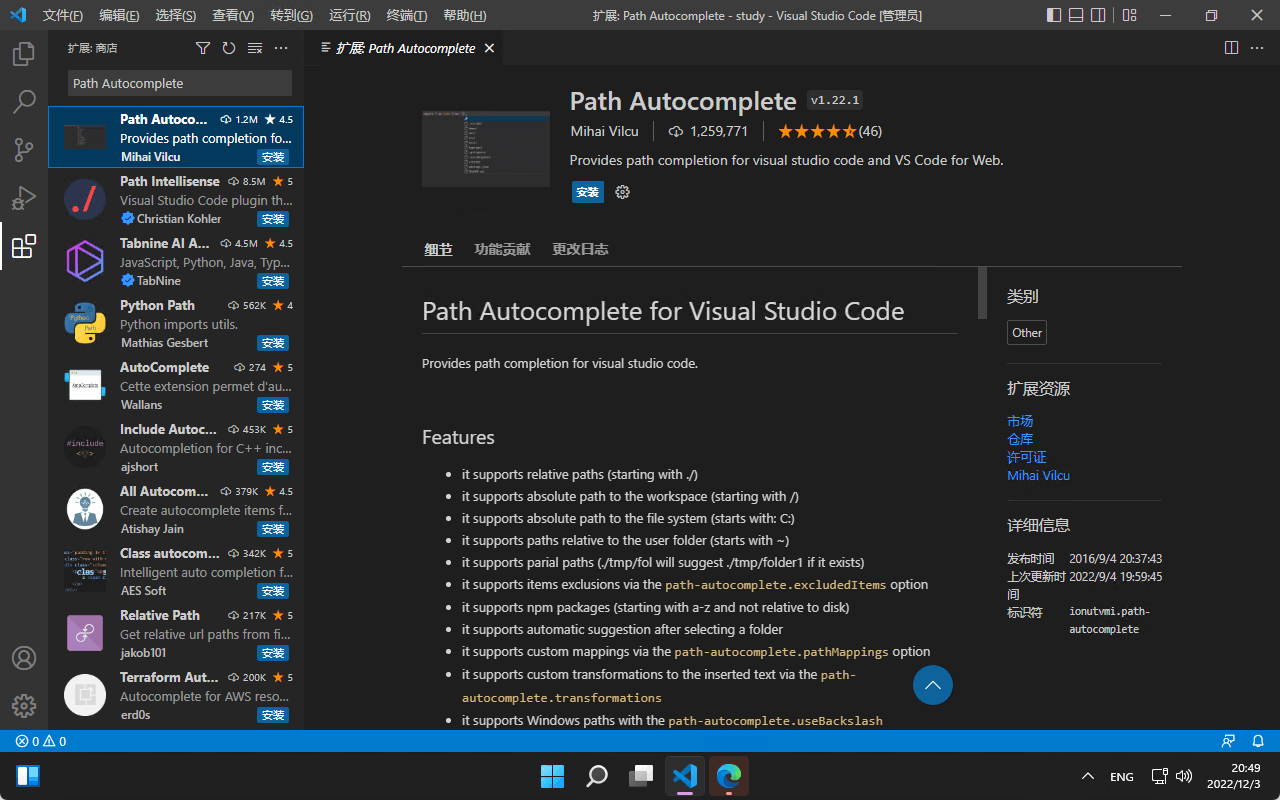 文件(F) 编辑(E) 选择(S) 查看(V) 转到(G) 运行(R) 终端(T) 帮助(H) 扩展: Path Autocomplete - study - Visual Studio Code [管理员]
扩展: 商店
Path Autocomplete
Path Autoco... 1.2M 4.5
Provides path completion fo...
Mihai Vilcu 安装
Path Intellisense 8.5M 5
Visual Studio Code plugin th...
Christian Kohler 安装
Tabnine AI A... 4.5M 4.5
JavaScript, Python, Java, Typ...
TabNine 安装
Python Path 562K 4
Python imports utils.
Mathias Gesbert 安装
AutoComplete 274 5
Cette extension permet d'au...
Wallans 安装
#include
Include Autoc... 453K 5
Autocompletion for C++ inc...
ajshort 安装
All Autocom... 379K 4.5
Create autocomplete items f...
Atishay Jain 安装
Class autocom... 342K 5
Intelligent auto completion f...
AES Soft 安装
Relative Path 217K 5
Get relative url paths from fi...
jakob101 安装
Terraform Aut... 200K 5
Autocomplete for AWS reso...
erd0s 安装
扩展: Path Autocomplete
Path Autocomplete v1.22.1
Mihai Vilcu 1,259,771 (46)
Provides path completion for visual studio code and VS Code for Web.
安装
细节 功能贡献 更改日志
Path Autocomplete for Visual Studio Code
Provides path completion for visual studio code.
Features
• it supports relative paths (starting with ./)
• it supports absolute path to the workspace (starting with /)
• it supports absolute path to the file system (starts with: C:)
• it supports paths relative to the user folder (starts with ~)
• it supports parial paths (./tmp/fol will suggest ./tmp/folder1 if it exists)
• it supports items exclusions via the path-autocomplete.excludedItems option
• it supports npm packages (starting with a-z and not relative to disk)
• it supports automatic suggestion after selecting a folder
• it supports custom mappings via the path-autocomplete.pathMappings option
• it supports custom transformations to the inserted text via the path-
autocomplete.transformations
• it supports Windows paths with the path-autocomplete.useBackslash
类别
Other
扩展资源
市场
仓库
许可证
Mihai Vilcu
详细信息
发布时间 2016/9/4 20:37:43
上次更新时 2022/9/4 19:59:45
间
标识符 ionutvmi.path-
autocomplete
0 0
ENG 20:49
2022/12/3